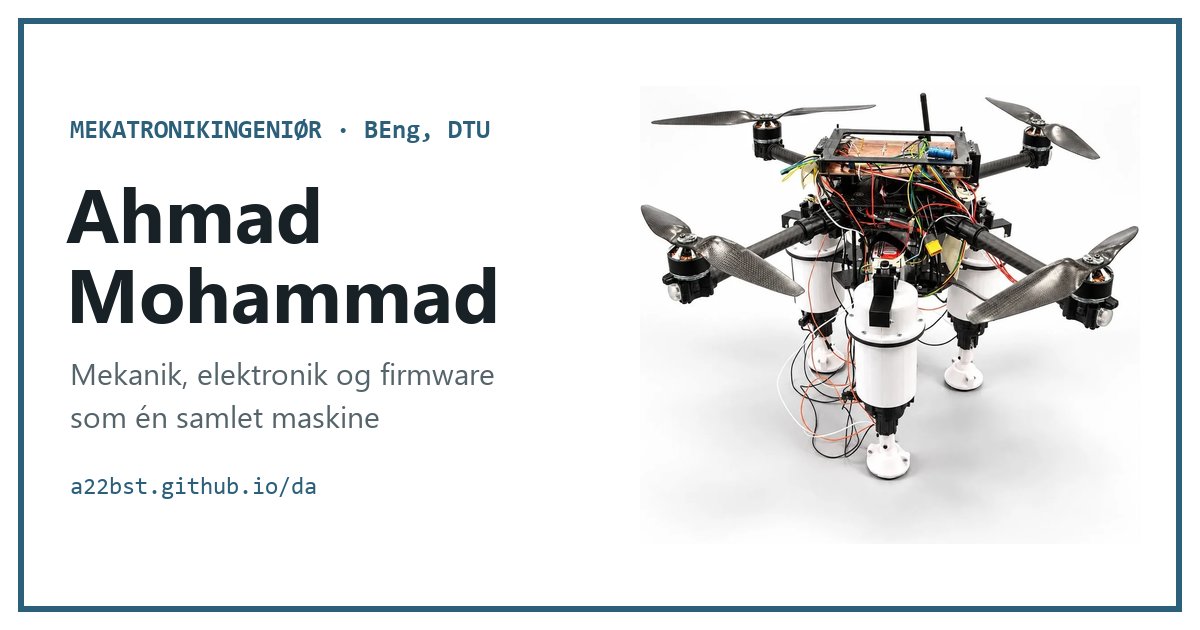 MEKATRONIKINGENIØR · BEng, DTU
Ahmad
Mohammad
Mekanik, elektronik og firmware
som én samlet maskine
a22bst.github.io/da